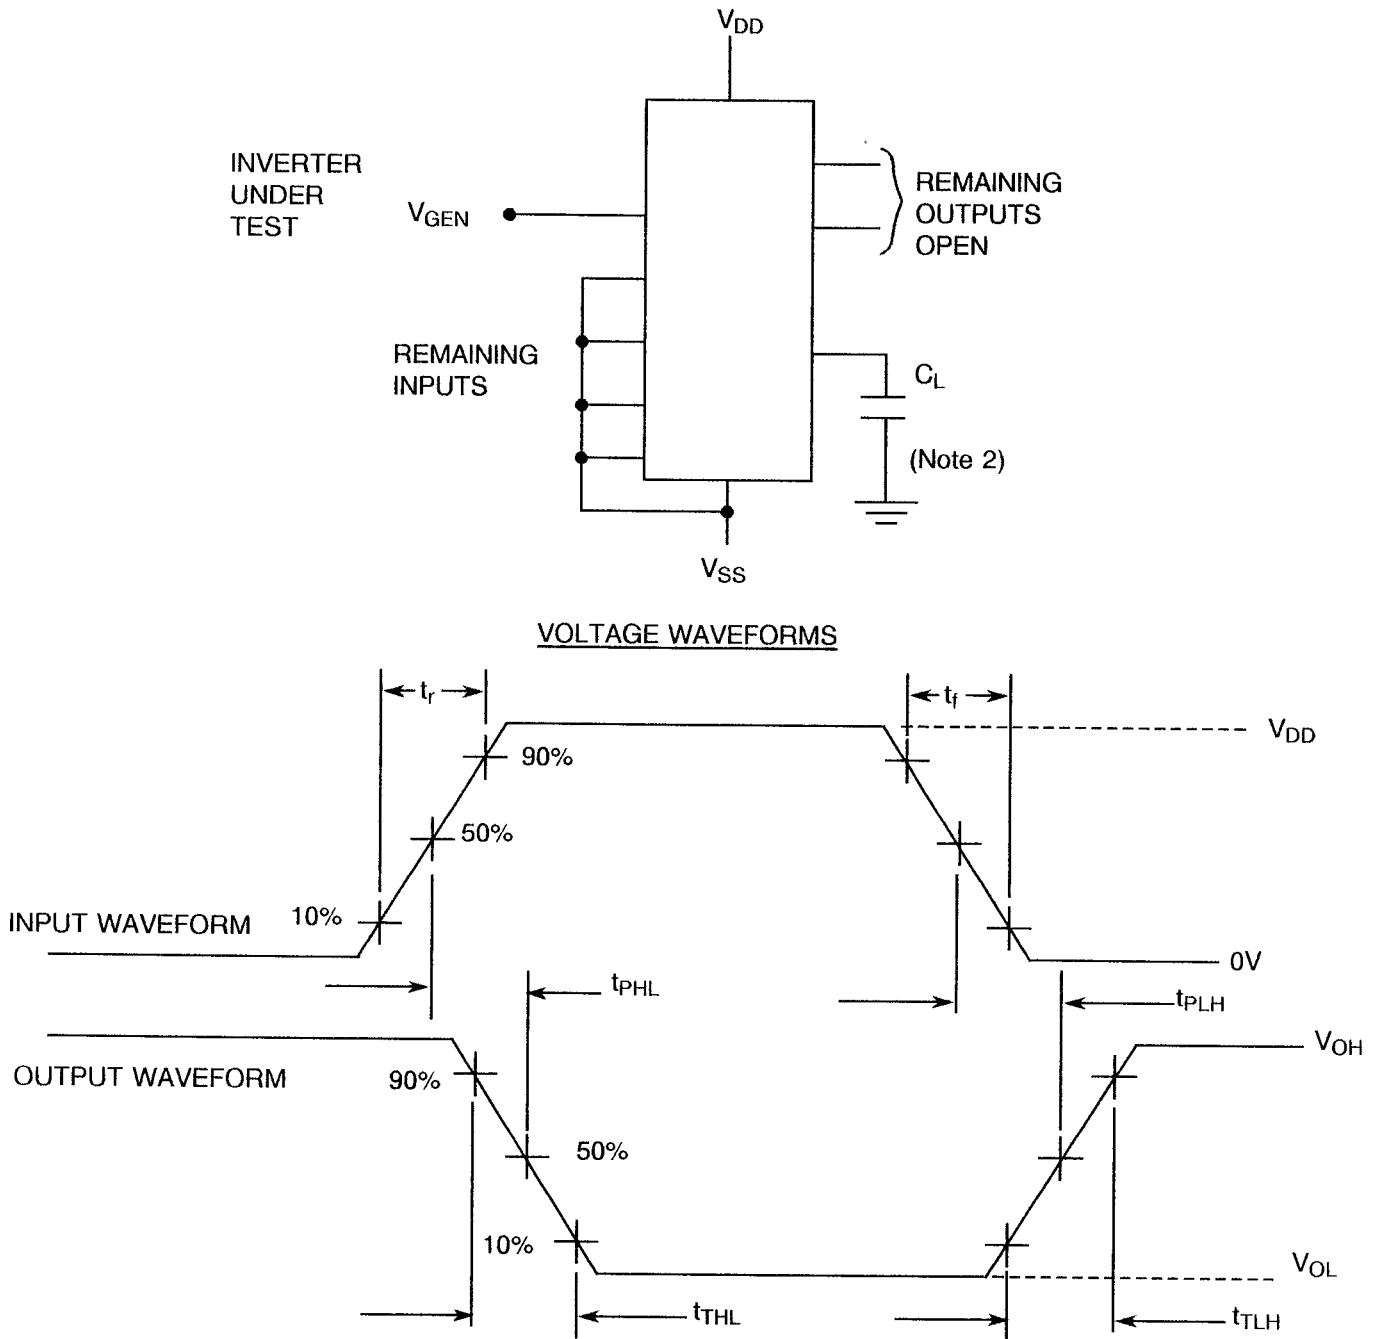 VDD
INVERTER
UNDER
TEST
VGEN
REMAINING
OUTPUTS
OPEN
REMAINING
INPUTS
CL
(Note 2)
VSS
VOLTAGE WAVEFORMS
tr
tf
VDD
90%
50%
10%
INPUT WAVEFORM
0V
tPHL
tPLH
VOH
OUTPUT WAVEFORM
90%
50%
10%
VOL
tTHL
tTLH